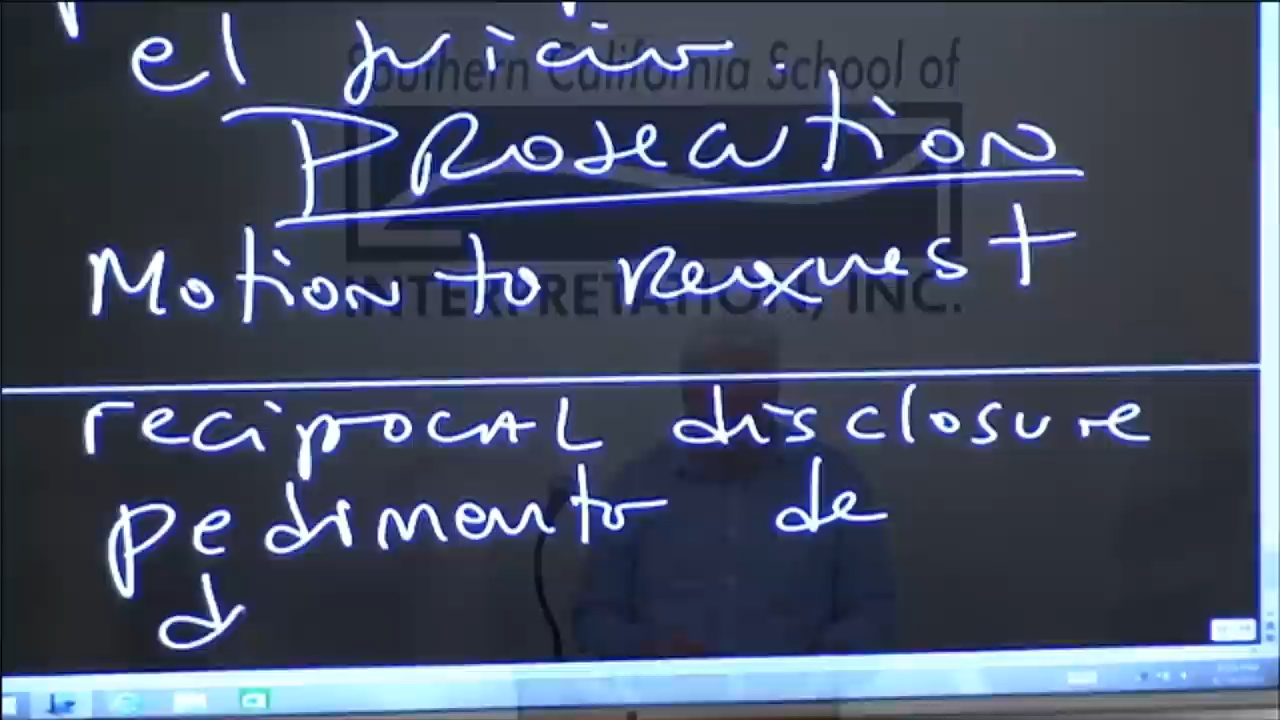 el juicio.
Southern California School of
PROSecution
Motion to Request
INTERPRETATION, INC.
reciprocal disclosure
pedimento de
d